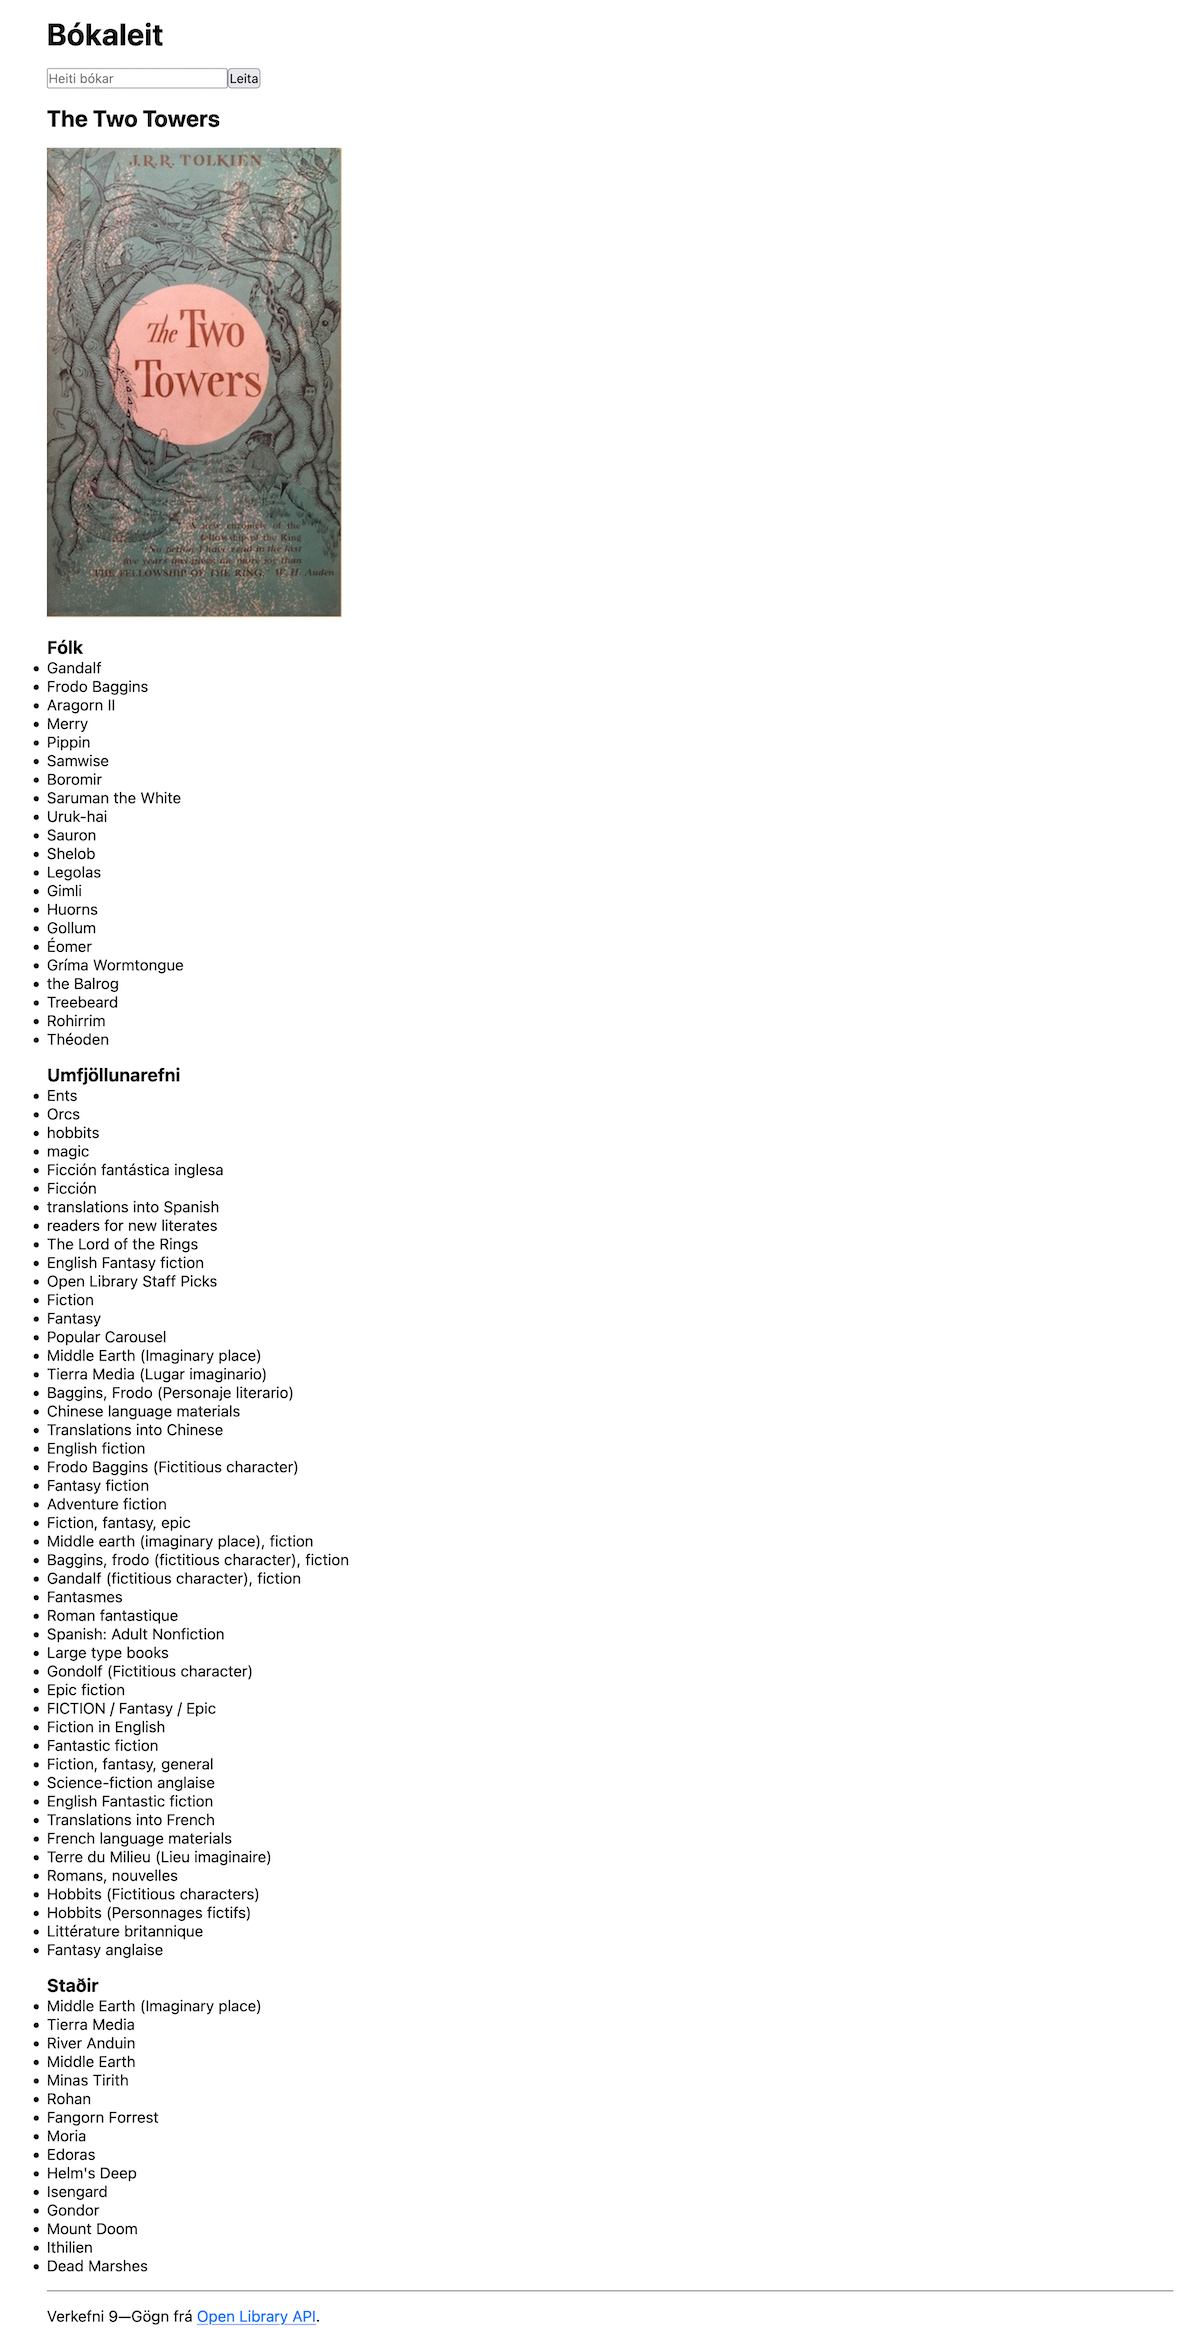 Bókaleit
Heiti bókar Leita
The Two Towers
J.R.R. TOLKIEN
The Two
Towers
A new chronicle of the
fellowship of the Ring
"No fiction I have read in the last
five years has given me more joy than
THE FELLOWSHIP OF THE RING." W. H. Auden
Fólk
Gandalf
Frodo Baggins
Aragorn II
Merry
Pippin
Samwise
Boromir
Saruman the White
Uruk-hai
Sauron
Shelob
Legolas
Gimli
Huorns
Gollum
Éomer
Gríma Wormtongue
the Balrog
Treebeard
Rohirrim
Théoden
Umfjöllunarefni
Ents
Orcs
hobbits
magic
Ficción fantástica inglesa
Ficción
translations into Spanish
readers for new literates
The Lord of the Rings
English Fantasy fiction
Open Library Staff Picks
Fiction
Fantasy
Popular Carousel
Middle Earth (Imaginary place)
Tierra Media (Lugar imaginario)
Baggins, Frodo (Personaje literario)
Chinese language materials
Translations into Chinese
English fiction
Frodo Baggins (Fictitious character)
Fantasy fiction
Adventure fiction
Fiction, fantasy, epic
Middle earth (imaginary place), fiction
Baggins, frodo (fictitious character), fiction
Gandalf (fictitious character), fiction
Fantasmes
Roman fantastique
Spanish: Adult Nonfiction
Large type books
Gondolf (Fictitious character)
Epic fiction
FICTION / Fantasy / Epic
Fiction in English
Fantastic fiction
Fiction, fantasy, general
Science-fiction anglaise
English Fantastic fiction
Translations into French
French language materials
Terre du Milieu (Lieu imaginaire)
Romans, nouvelles
Hobbits (Fictitious characters)
Hobbits (Personnages fictifs)
Littérature britannique
Fantasy anglaise
Staðir
Middle Earth (Imaginary place)
Tierra Media
River Anduin
Middle Earth
Minas Tirith
Rohan
Fangorn Forrest
Moria
Edoras
Helm's Deep
Isengard
Gondor
Mount Doom
Ithilien
Dead Marshes
Verkefni 9—Gögn frá Open Library API.